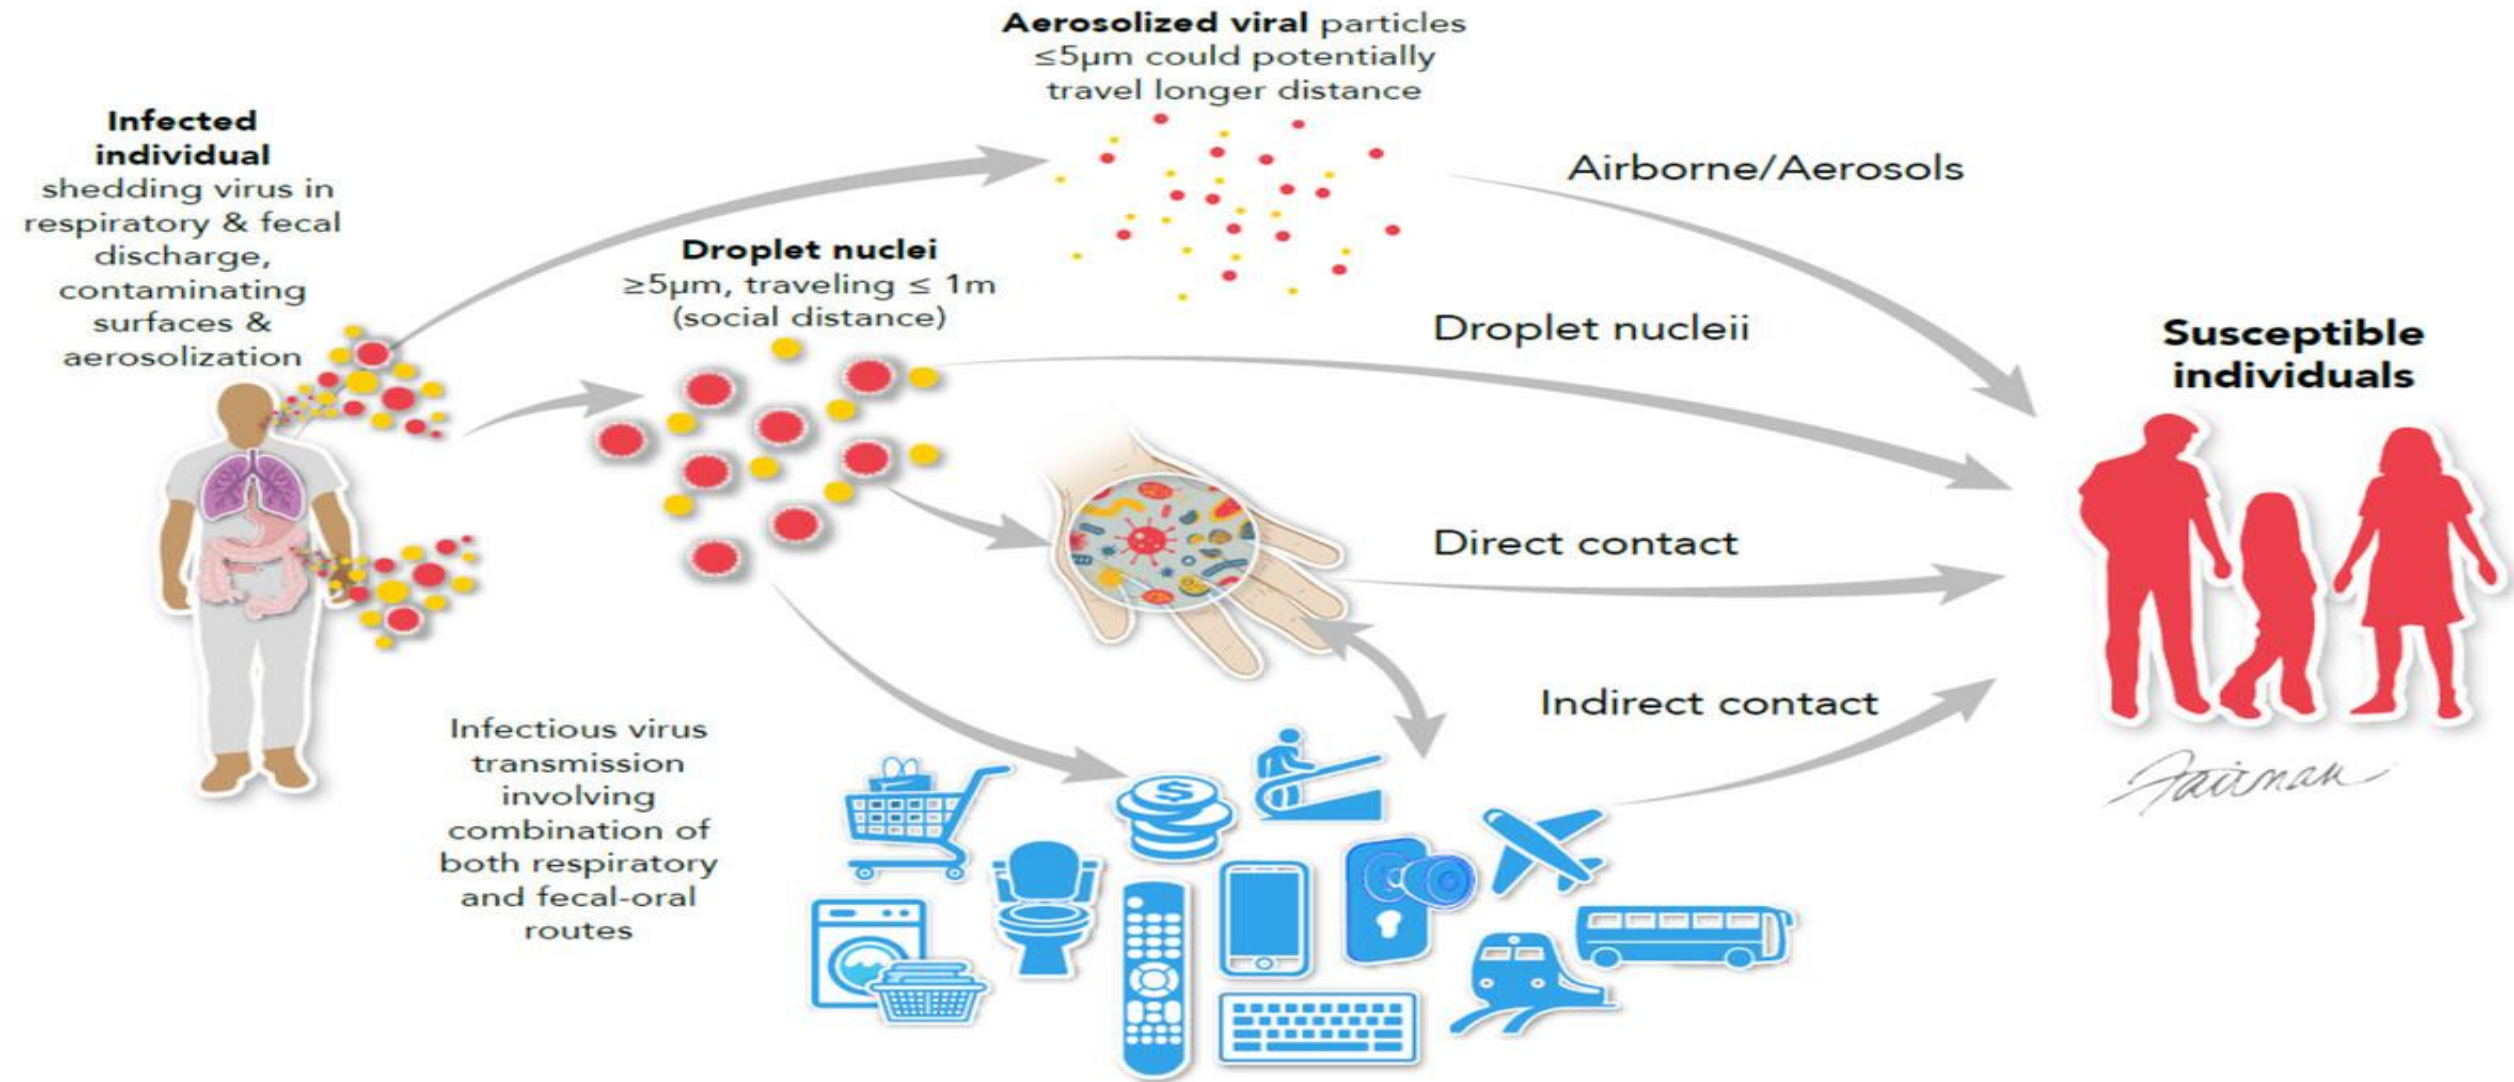 Aerosolized viral particles
≤5µm could potentially
travel longer distance
Infected
individual
shedding virus in
respiratory & fecal
discharge,
contaminating
surfaces &
aerosolization
Droplet nuclei
≥5µm, traveling ≤ 1m
(social distance)
Airborne/Aerosols
Droplet nucleii
Direct contact
Indirect contact
Susceptible
individuals
Fairman
Infectious virus
transmission
involving
combination of
both respiratory
and fecal-oral
routes
$